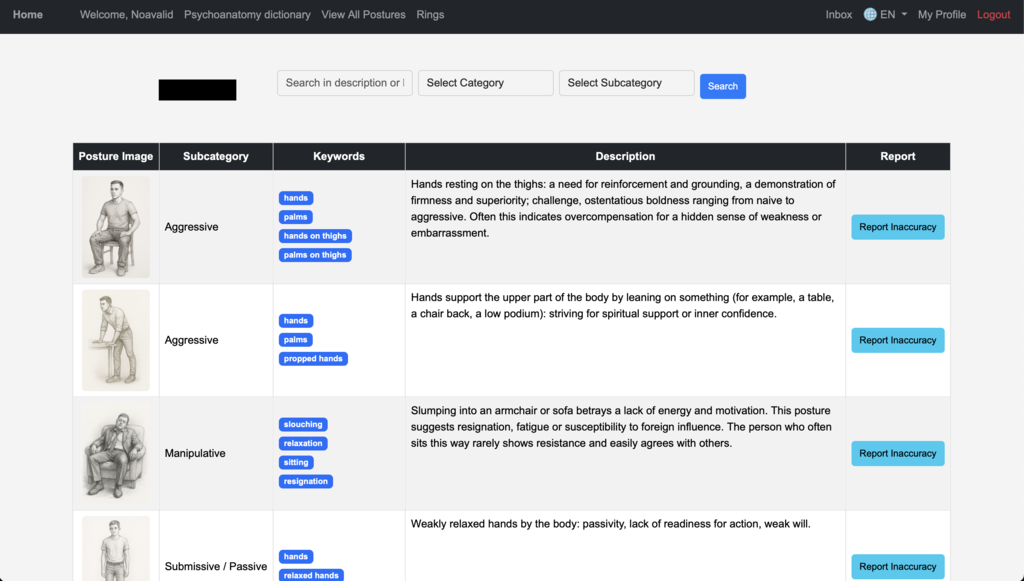 Home Welcome, Noavalid Psychoanatomy dictionary View All Postures Rings Inbox EN My Profile Logout
Search in description or Select Category Select Subcategory Search
Posture Image Subcategory Keywords Description Report
Aggressive
hands
palms
hands on thighs
palms on thighs
Hands resting on the thighs: a need for reinforcement and grounding, a demonstration of
firmness and superiority; challenge, ostentatious boldness ranging from naive to
aggressive. Often this indicates overcompensation for a hidden sense of weakness or
embarrassment.
Report Inaccuracy
Aggressive
hands
palms
propped hands
Hands support the upper part of the body by leaning on something (for example, a table,
a chair back, a low podium): striving for spiritual support or inner confidence.
Report Inaccuracy
Manipulative
slouching
relaxation
sitting
resignation
Slumping into an armchair or sofa betrays a lack of energy and motivation. This posture
suggests resignation, fatigue or susceptibility to foreign influence. The person who often
sits this way rarely shows resistance and easily agrees with others.
Report Inaccuracy
Submissive / Passive
hands
relaxed hands
Weakly relaxed hands by the body: passivity, lack of readiness for action, weak will.
Report Inaccuracy